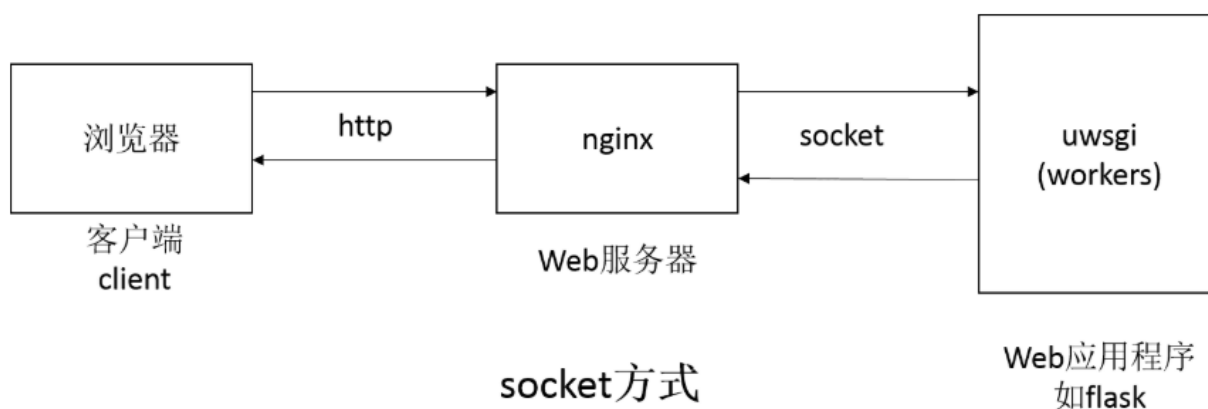 浏览器
http
nginx
socket
uwsgi
(workers)
客户端
client
Web服务器
Web应用程序
如flask
socket方式